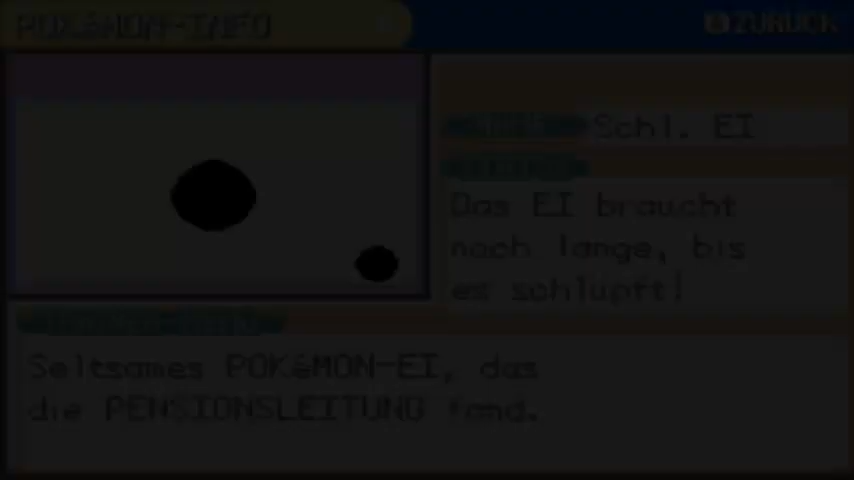 POKéMON-INFO
ZURÜCK
Schl. EI
Das EI braucht
noch lange, bis
es schlüpft!
Seltsames POKéMON-EI, das
die PENSIONSLEITUNG fand.